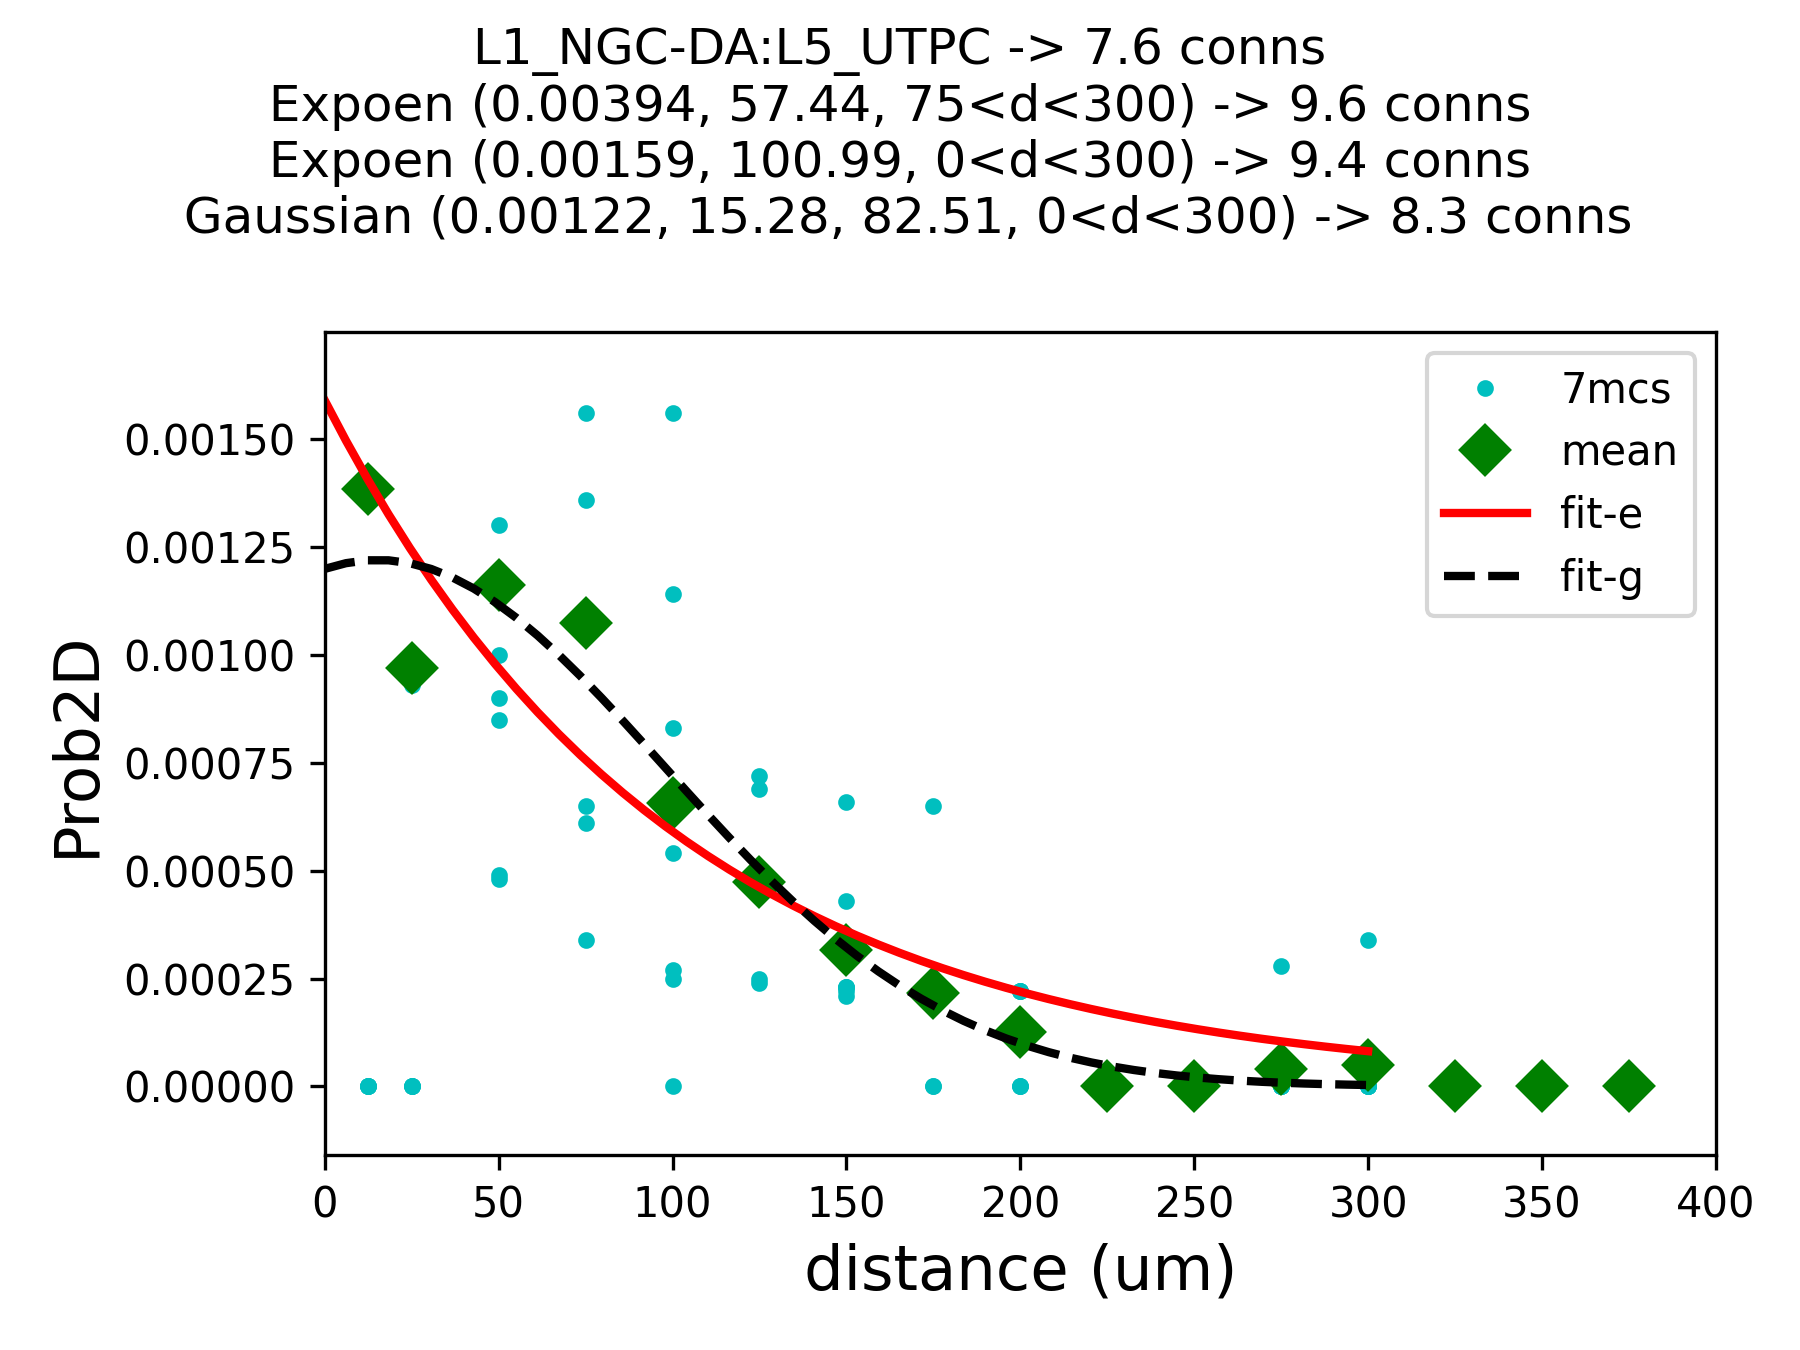 L1_NGC-DA:L5_UTPC -> 7.6 conns
Expoen (0.00394, 57.44, 75<d<300) -> 9.6 conns
Expoen (0.00159, 100.99, 0<d<300) -> 9.4 conns
Gaussian (0.00122, 15.28, 82.51, 0<d<300) -> 8.3 conns
7mcs
mean
fit-e
fit-g
Prob2D
0.00150
0.00125
0.00100
0.00075
0.00050
0.00025
0.00000
0 50 100 150 200 250 300 350 400
distance (um)